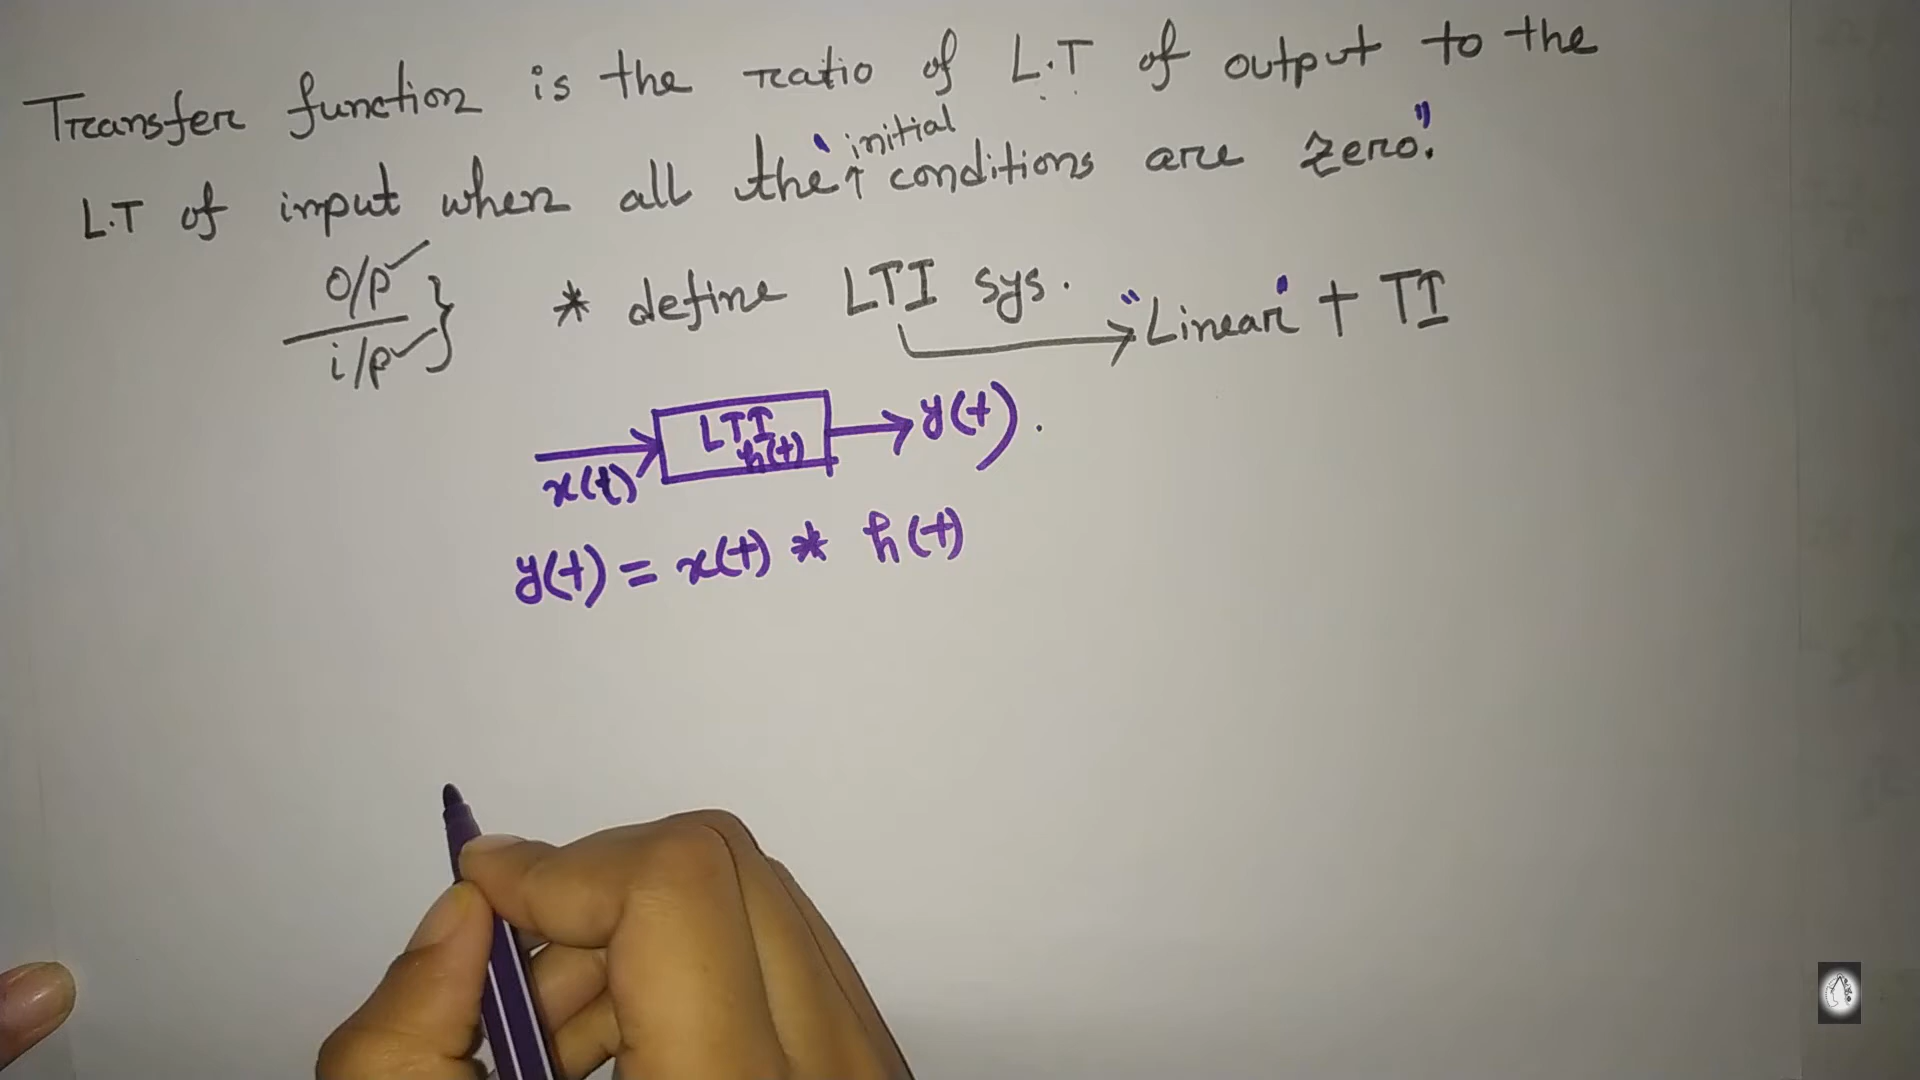 Transfer function is the ratio of L.T of output to the
L.T of input when all the ↑ initial conditions are zero."
o/p
i/p
* define LTI sys. → "Linear" + TI
x(t) LTI h(t) → y(t).
y(t) = x(t) * h(t)